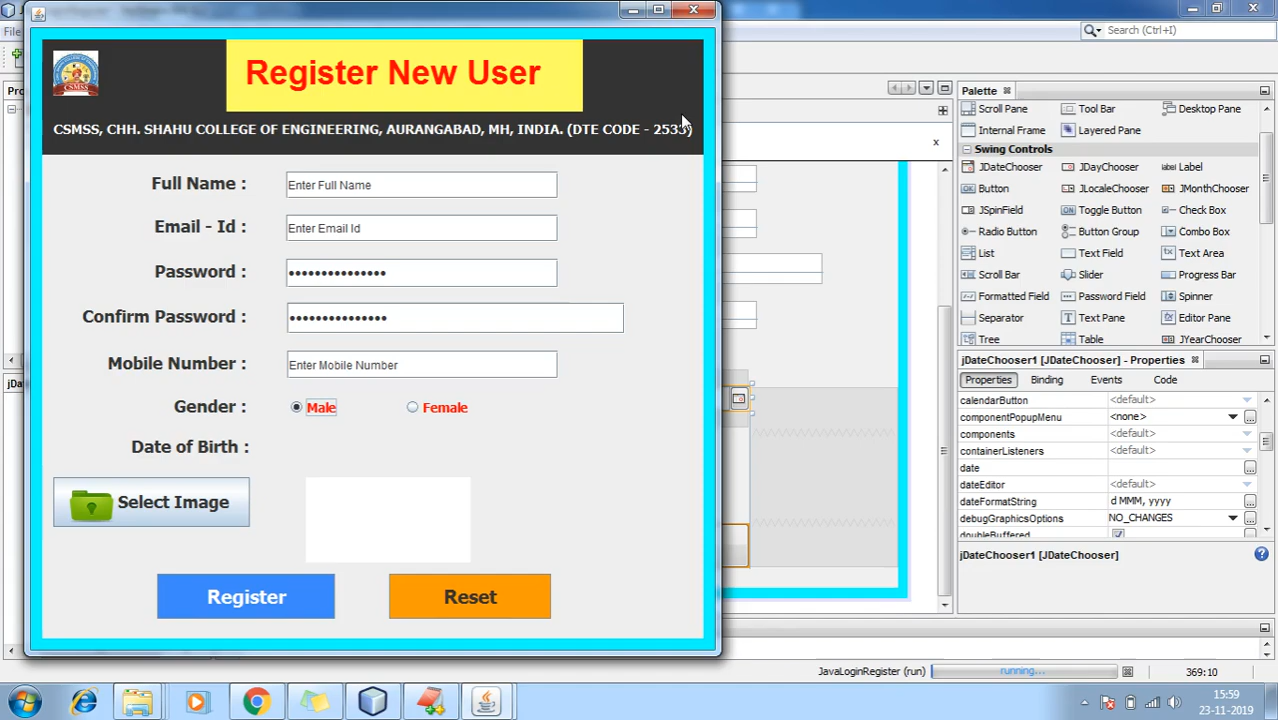 Register New User
CSMSS
CSMSS, CHH. SHAHU COLLEGE OF ENGINEERING, AURANGABAD, MH, INDIA. (DTE CODE - 2533)
Full Name :
Enter Full Name
Email - Id :
Enter Email Id
Password :
•••••••••••••••
Confirm Password :
•••••••••••••••
Mobile Number :
Enter Mobile Number
Gender :
Male
Female
Date of Birth :
Select Image
Register
Reset
File
Search (Ctrl+I)
Palette
Scroll Pane
Tool Bar
Desktop Pane
Internal Frame
Layered Pane
Swing Controls
JDateChooser
JDayChooser
Label
Button
JLocaleChooser
JMonthChooser
JSpinField
Toggle Button
Check Box
Radio Button
Button Group
Combo Box
List
Text Field
Text Area
Scroll Bar
Slider
Progress Bar
Formatted Field
Password Field
Spinner
Separator
Text Pane
Editor Pane
Tree
Table
JYearChooser
jDateChooser1 [JDateChooser] - Properties
Properties
Binding
Events
Code
calendarButton
<default>
componentPopupMenu
<none>
components
<default>
containerListeners
<default>
date
dateEditor
<default>
dateFormatString
d MMM, yyyy
debugGraphicsOptions
NO_CHANGES
doubleBuffered
jDateChooser1 [JDateChooser]
JavaLoginRegister (run)
running...
369:10
15:59
23-11-2019